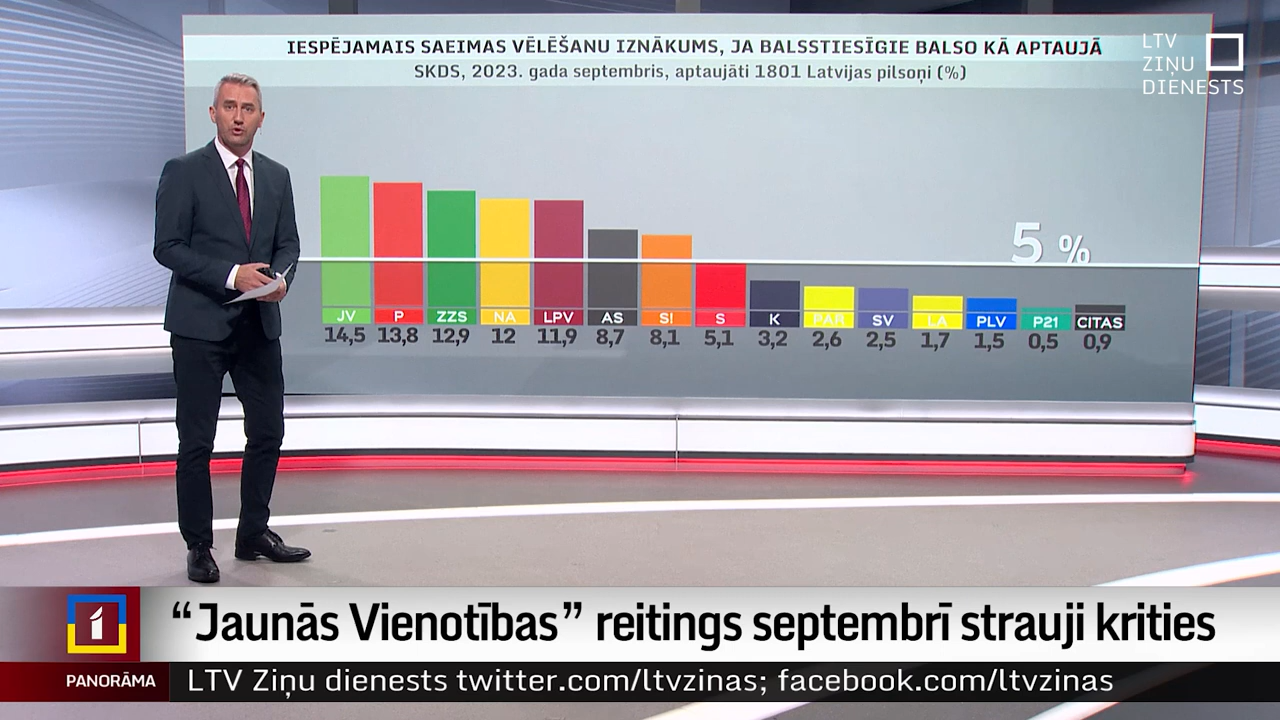 IESPĒJAMAIS SAEIMAS VĒLĒŠANU IZNĀKUMS, JA BALSSTIESĪGIE BALSO KĀ APTAUJĀ
SKDS, 2023. gada septembris, aptaujāti 1801 Latvijas pilsoņi (%)
LTV
ZIŅU
DIENESTS
5 %
JV P ZZS NA LPV AS S! S K PAR SV LA PLV P21 CITAS
14,5 13,8 12,9 12 11,9 8,7 8,1 5,1 3,2 2,6 2,5 1,7 1,5 0,5 0,9
1
“Jaunās Vienotības” reitings septembrī strauji krities
PANORĀMA
LTV Ziņu dienests twitter.com/ltvzinas; facebook.com/ltvzinas